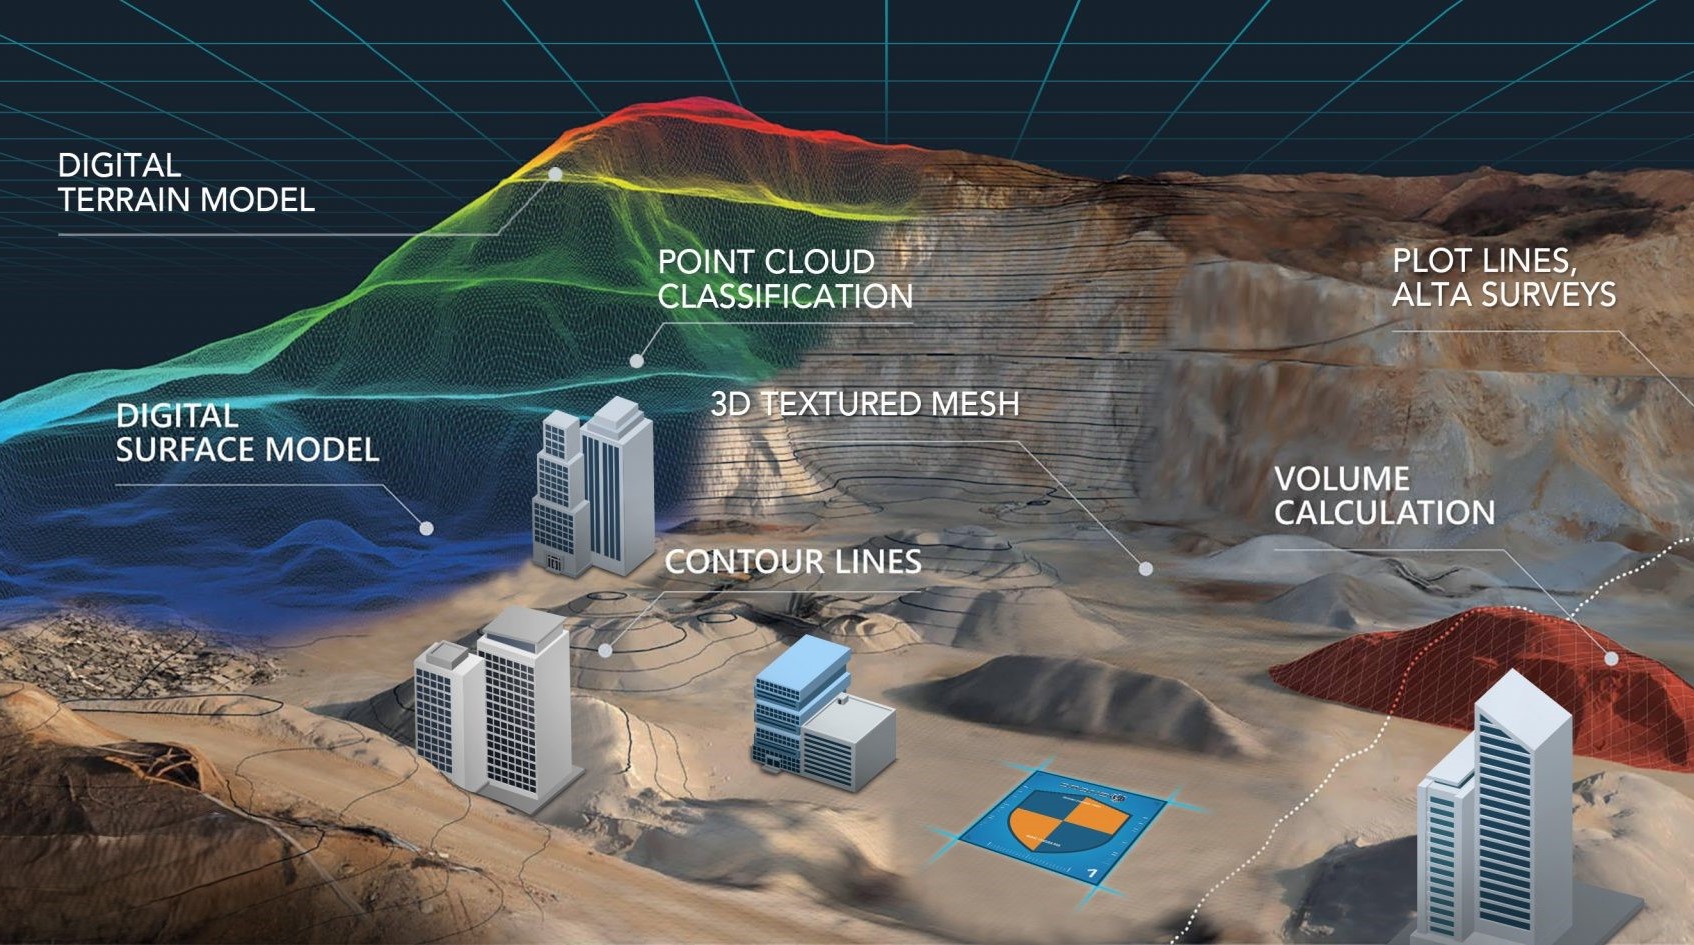 DIGITAL
TERRAIN MODEL
POINT CLOUD
CLASSIFICATION
PLOT LINES,
ALTA SURVEYS
3D TEXTURED MESH
DIGITAL
SURFACE MODEL
VOLUME
CALCULATION
CONTOUR LINES
1